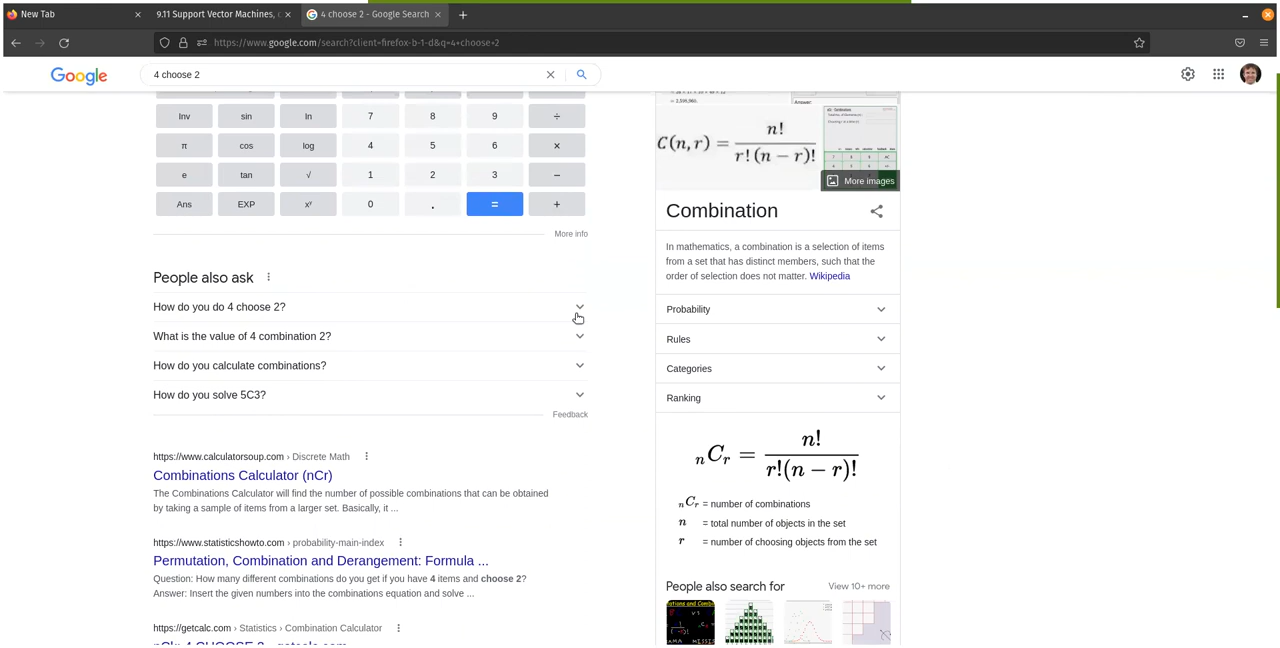 New Tab
9.11 Support Vector Machines, c
4 choose 2 - Google Search
https://www.google.com/search?client=firefox-b-1-d&q=4+choose+2
Google
4 choose 2
Inv sin ln 7 8 9 ÷
π cos log 4 5 6 ×
e tan √ 1 2 3 −
Ans EXP xʸ 0 . = +
More info
People also ask
How do you do 4 choose 2?
What is the value of 4 combination 2?
How do you calculate combinations?
How do you solve 5C3?
Feedback
https://www.calculatorsoup.com › Discrete Math
Combinations Calculator (nCr)
The Combinations Calculator will find the number of possible combinations that can be obtained
by taking a sample of items from a larger set. Basically, it ...
https://www.statisticshowto.com › probability-main-index
Permutation, Combination and Derangement: Formula ...
Question: How many different combinations do you get if you have 4 items and choose 2?
Answer: Insert the given numbers into the combinations equation and solve ...
https://getcalc.com › Statistics › Combination Calculator
= 2,598,960.
Answer:
C(n,r) = n! / r!(n − r)!
More images
Combination
In mathematics, a combination is a selection of items
from a set that has distinct members, such that the
order of selection does not matter. Wikipedia
Probability
Rules
Categories
Ranking
nCr = n! / r!(n − r)!
nCr = number of combinations
n = total number of objects in the set
r = number of choosing objects from the set
People also search for
View 10+ more